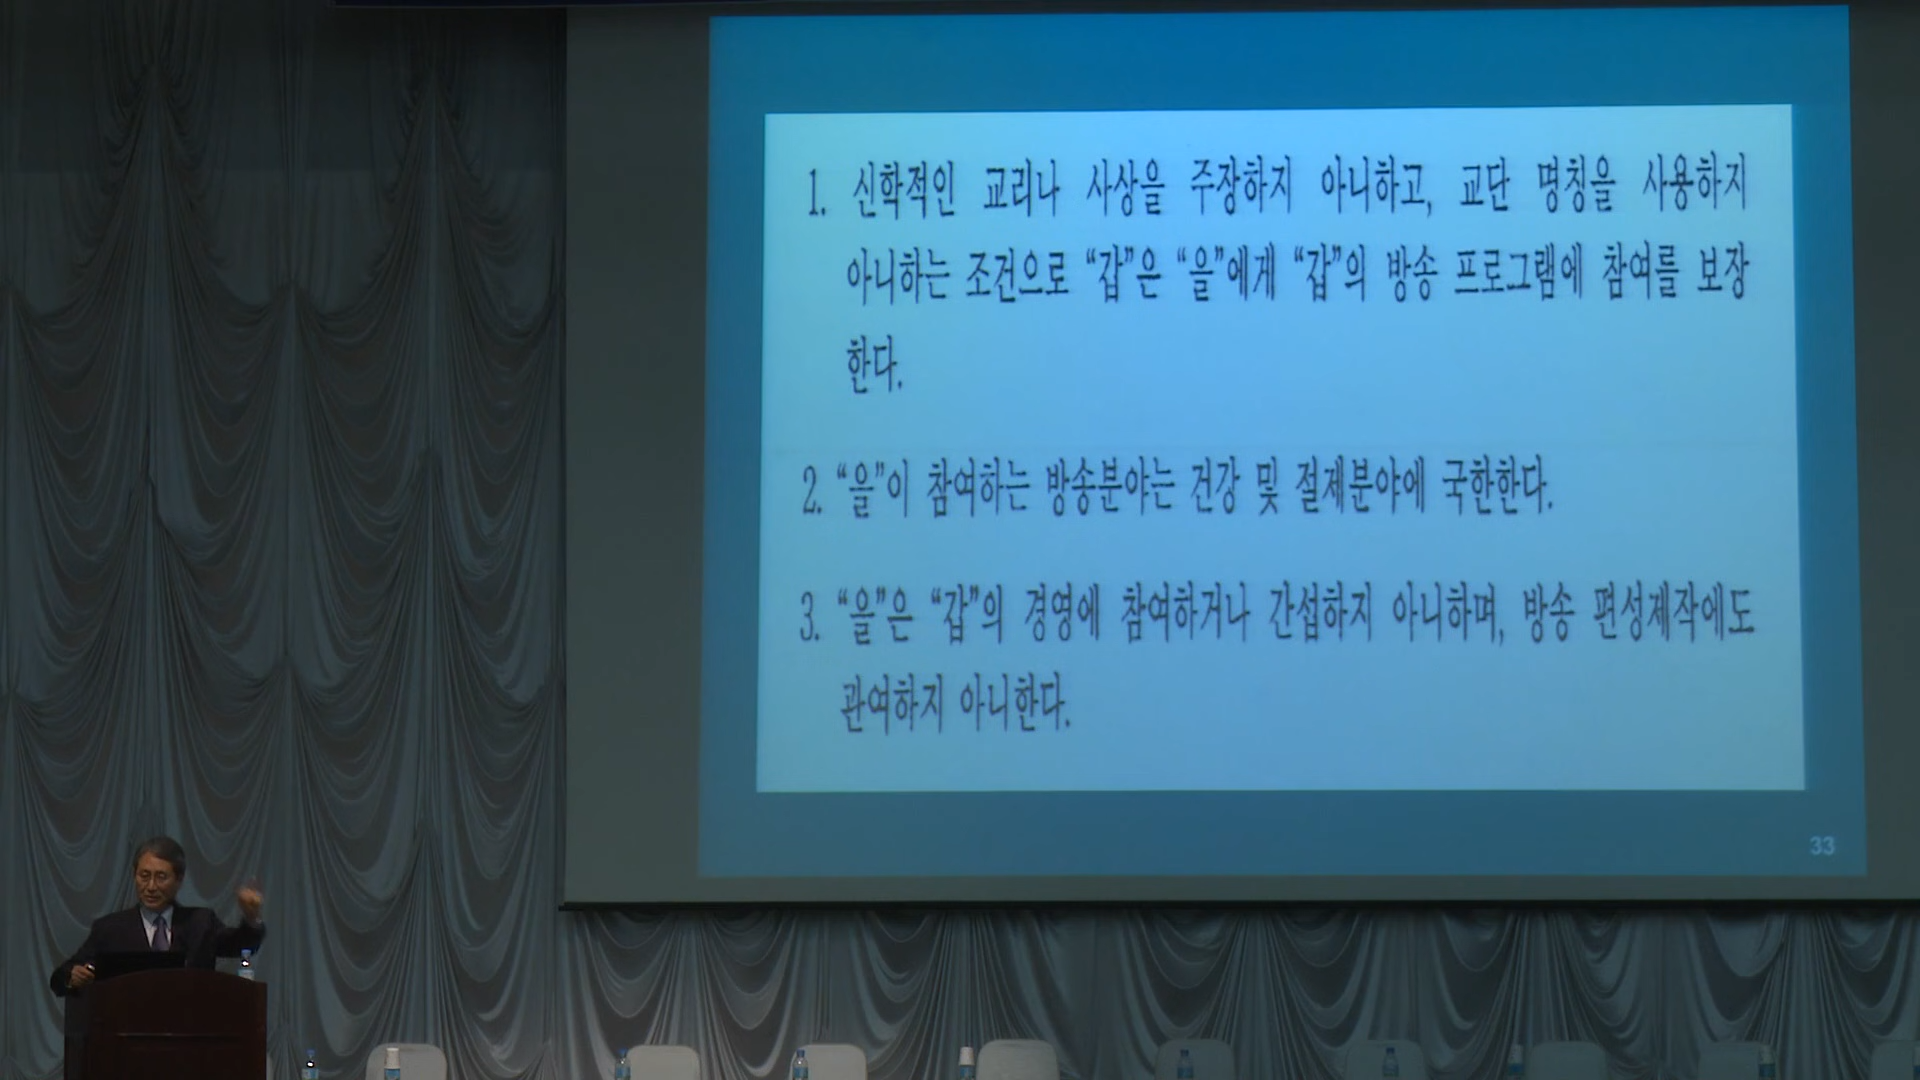 1. 신학적인 교리나 사상을 주장하지 아니하고, 교단 명칭을 사용하지
아니하는 조건으로 “갑”은 “을”에게 “갑”의 방송 프로그램에 참여를 보장
한다.
2. “을”이 참여하는 방송분야는 건강 및 절제분야에 국한한다.
3. “을”은 “갑”의 경영에 참여하거나 간섭하지 아니하며, 방송 편성제작에도
관여하지 아니한다.
33